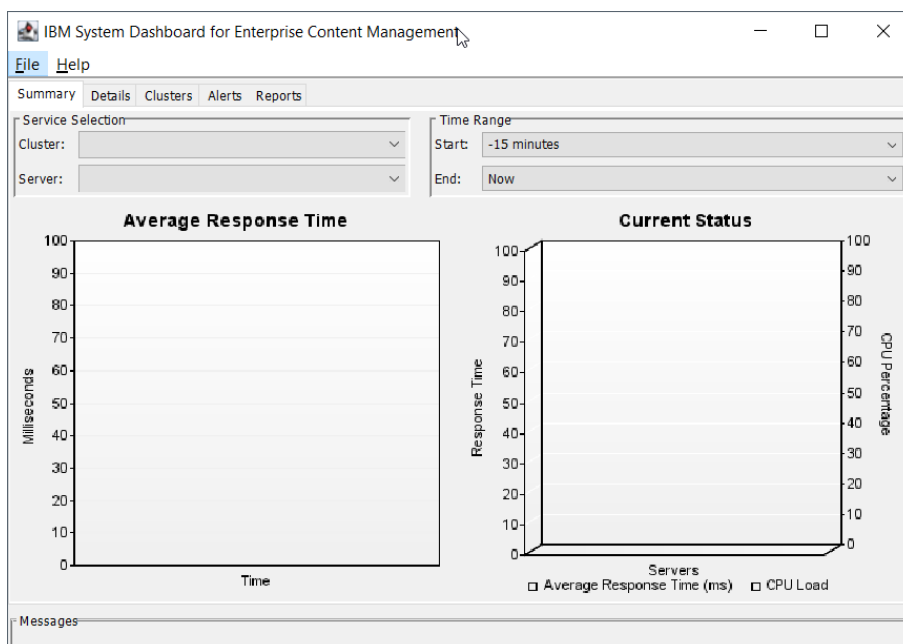 IBM System Dashboard for Enterprise Content Management
File Help
Summary Details Clusters Alerts Reports
Service Selection
Cluster:
Server:
Time Range
Start: -15 minutes
End: Now
Average Response Time
100
90
80
70
60
50
40
30
20
10
0
Milliseconds
Time
Current Status
100
90
80
70
60
50
40
30
20
10
0
Response Time
100
90
80
70
60
50
40
30
20
10
0
CPU Percentage
Servers
Average Response Time (ms) CPU Load
Messages